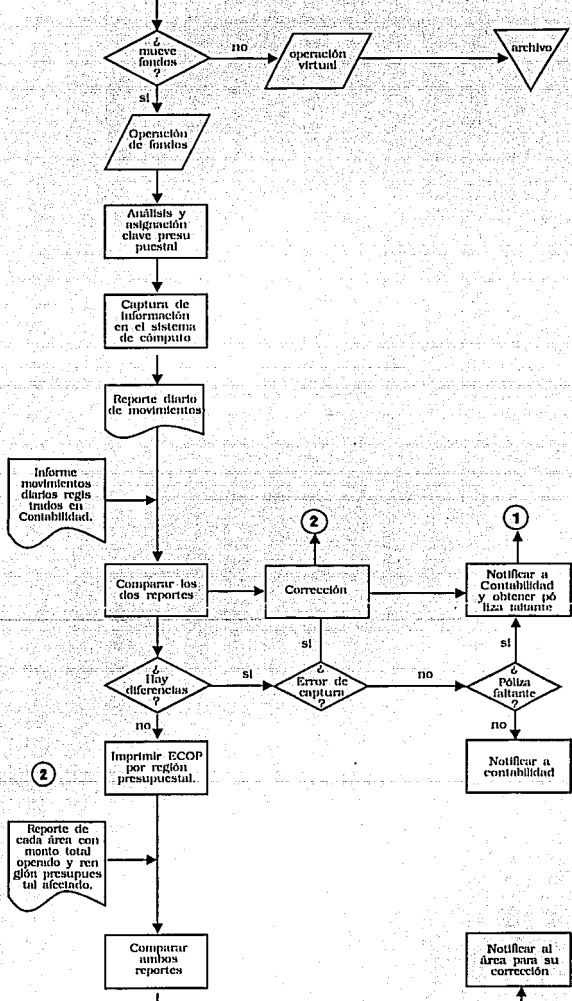 ¿
mueve
fondos
?
no
operación
virtual
archivo
si
Operación
de fondos
Análisis y
asignación
clave presu
puestal
Captura de
información
en el sistema
de cómputo
Reporte diario
de movimientos
Informe
movimientos
diarios regis
trados en
Contabilidad.
2
1
Comparar los
dos reportes
Corrección
Notificar a
Contabilidad
y obtener pó
liza faltante
si
si
¿
Hay
diferencias
?
si
¿
Error de
captura
?
no
¿
Póliza
faltante
?
no
no
Imprimir ECOP
por región
presupuestal.
Notificar a
contabilidad
2
Reporte de
cada área con
monto total
operado y ren
glón presupues
tal afectado.
Comparar
ambos
reportes
Notificar al
área para su
corrección